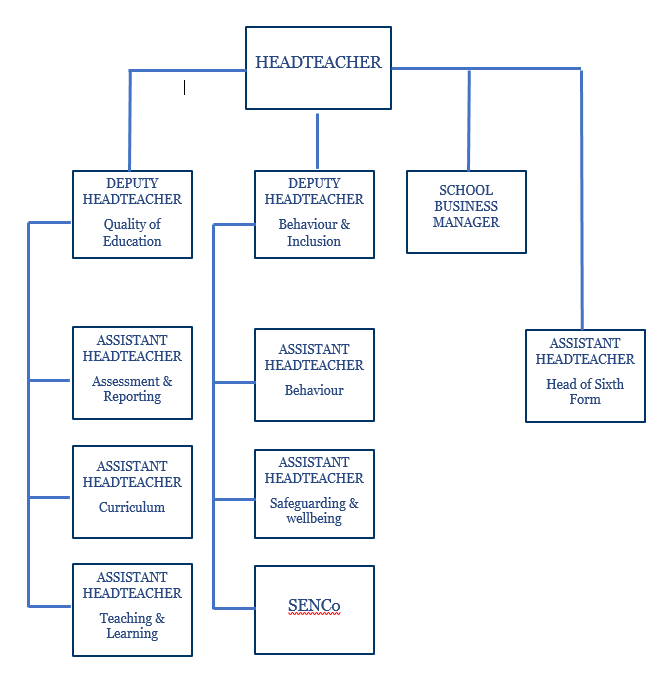 HEADTEACHER
DEPUTY
HEADTEACHER
Quality of
Education
DEPUTY
HEADTEACHER
Behaviour &
Inclusion
SCHOOL
BUSINESS
MANAGER
ASSISTANT
HEADTEACHER
Assessment &
Reporting
ASSISTANT
HEADTEACHER
Behaviour
ASSISTANT
HEADTEACHER
Head of Sixth
Form
ASSISTANT
HEADTEACHER
Curriculum
ASSISTANT
HEADTEACHER
Safeguarding &
wellbeing
ASSISTANT
HEADTEACHER
Teaching &
Learning
SENCo